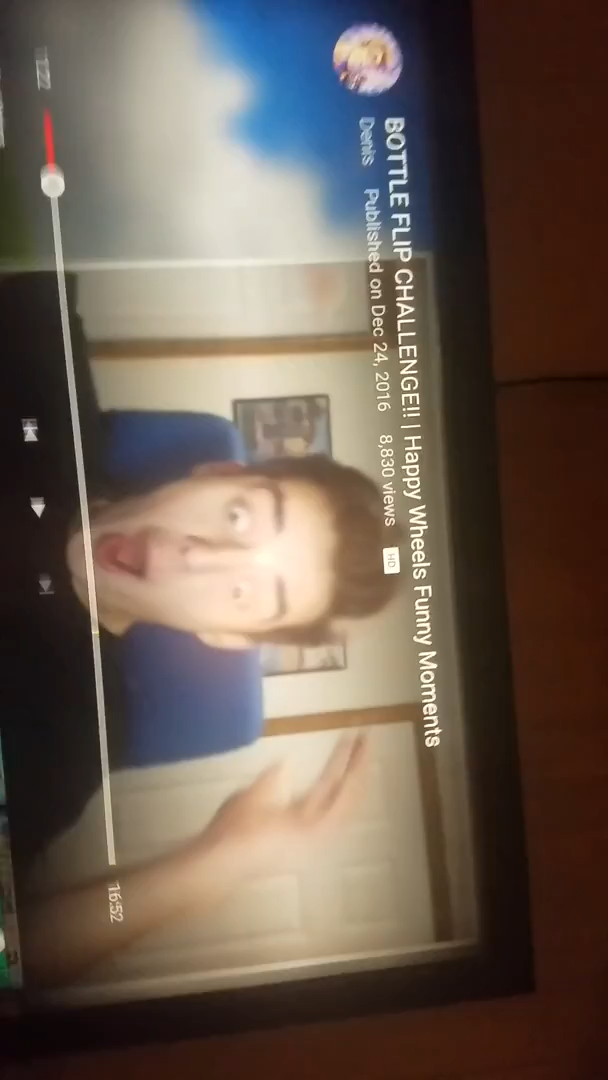 BOTTLE FLIP CHALLENGE!! | Happy Wheels Funny Moments
Denis Published on Dec 24, 2016 8,830 views HD
16:52